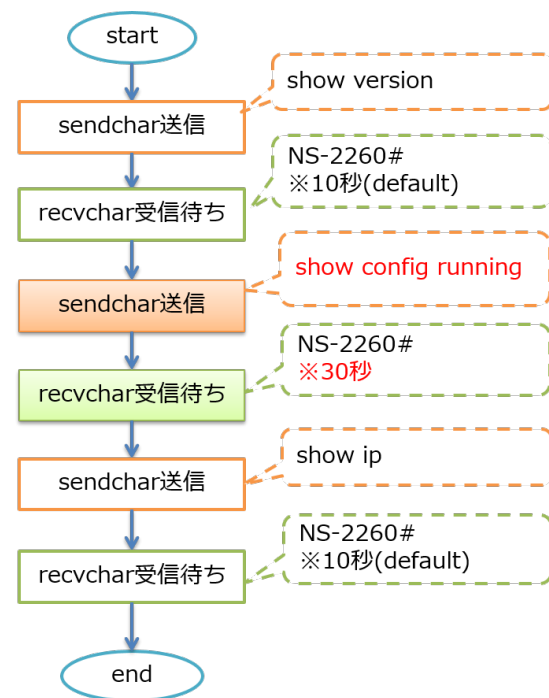 start
show version
sendchar送信
NS-2260#
※10秒(default)
recvchar受信待ち
show config running
sendchar送信
NS-2260#
※30秒
recvchar受信待ち
show ip
sendchar送信
NS-2260#
※10秒(default)
recvchar受信待ち
end